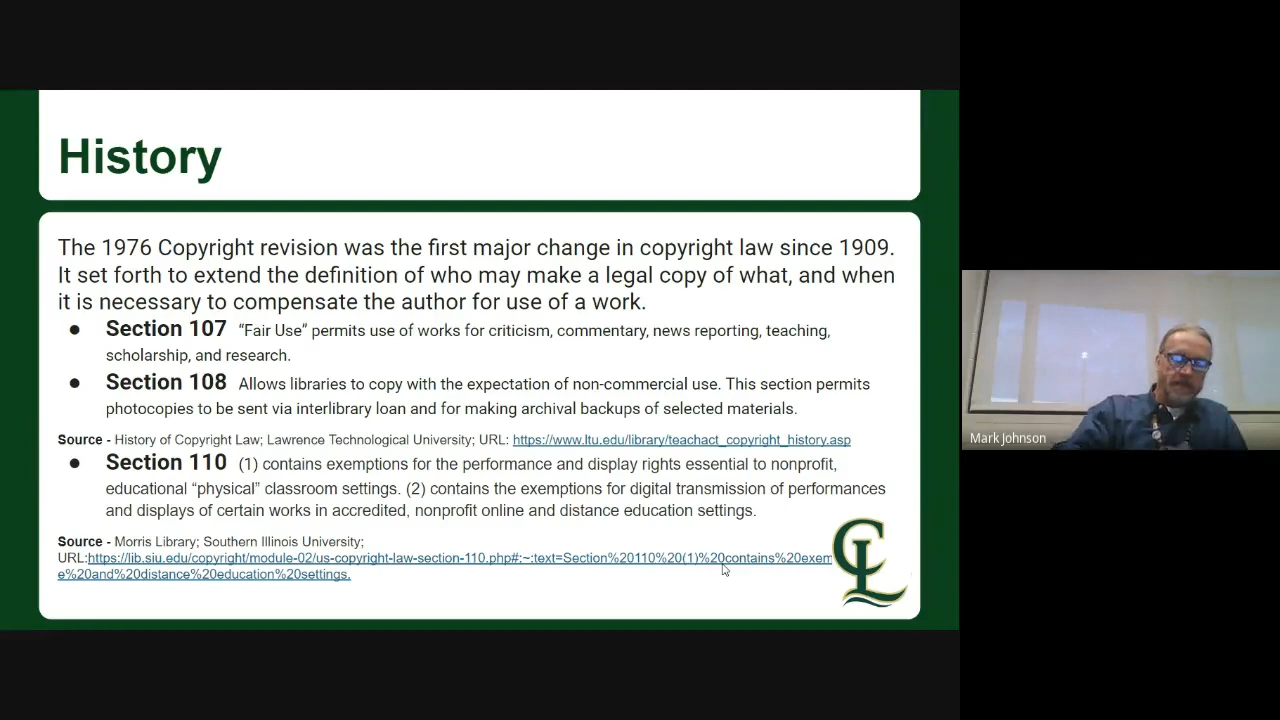 History
The 1976 Copyright revision was the first major change in copyright law since 1909.
It set forth to extend the definition of who may make a legal copy of what, and when
it is necessary to compensate the author for use of a work.
● Section 107 “Fair Use” permits use of works for criticism, commentary, news reporting, teaching,
scholarship, and research.
● Section 108 Allows libraries to copy with the expectation of non-commercial use. This section permits
photocopies to be sent via interlibrary loan and for making archival backups of selected materials.
Source - History of Copyright Law; Lawrence Technological University; URL: https://www.ltu.edu/library/teachact_copyright_history.asp
● Section 110 (1) contains exemptions for the performance and display rights essential to nonprofit,
educational “physical” classroom settings. (2) contains the exemptions for digital transmission of performances
and displays of certain works in accredited, nonprofit online and distance education settings.
Source - Morris Library; Southern Illinois University;
URL:https://lib.siu.edu/copyright/module-02/us-copyright-law-section-110.php#:~:text=Section%20110%20(1)%20contains%20exem
e%20and%20distance%20education%20settings.
CL
Mark Johnson